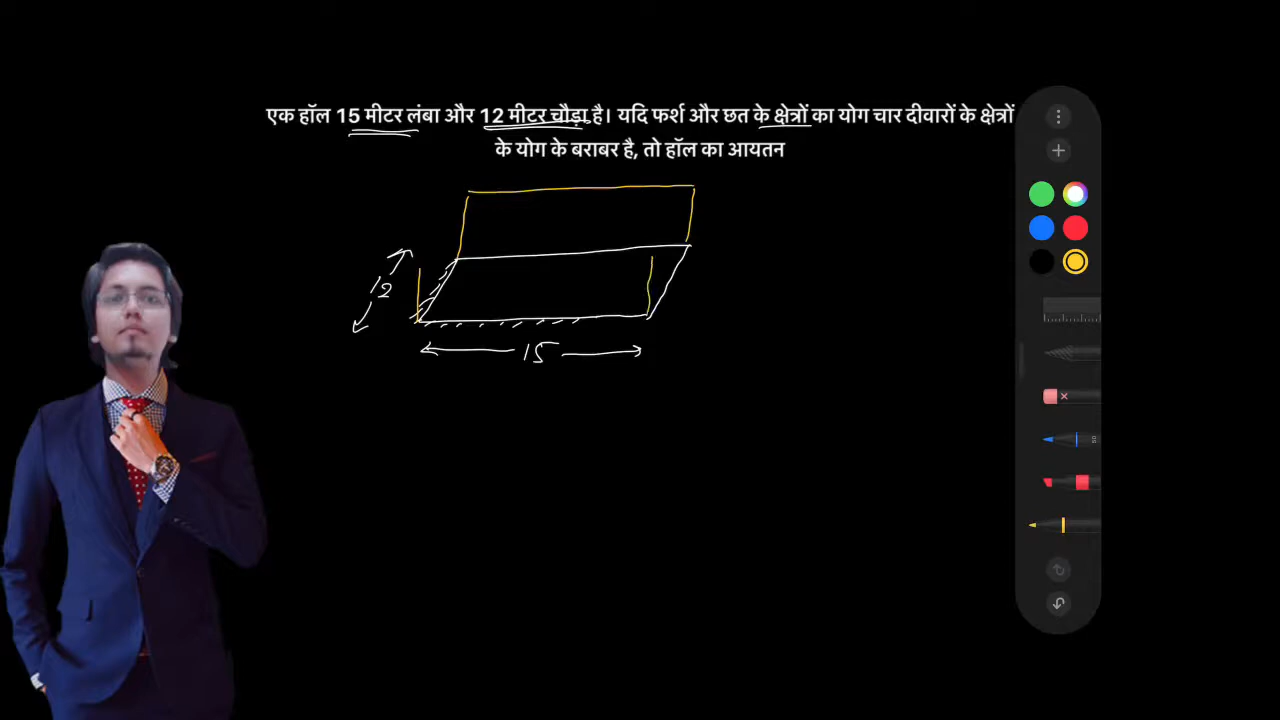 एक हॉल 15 मीटर लंबा और 12 मीटर चौड़ा है। यदि फर्श और छत के क्षेत्रों का योग चार दीवारों के क्षेत्रों
के योग के बराबर है, तो हॉल का आयतन
12
15